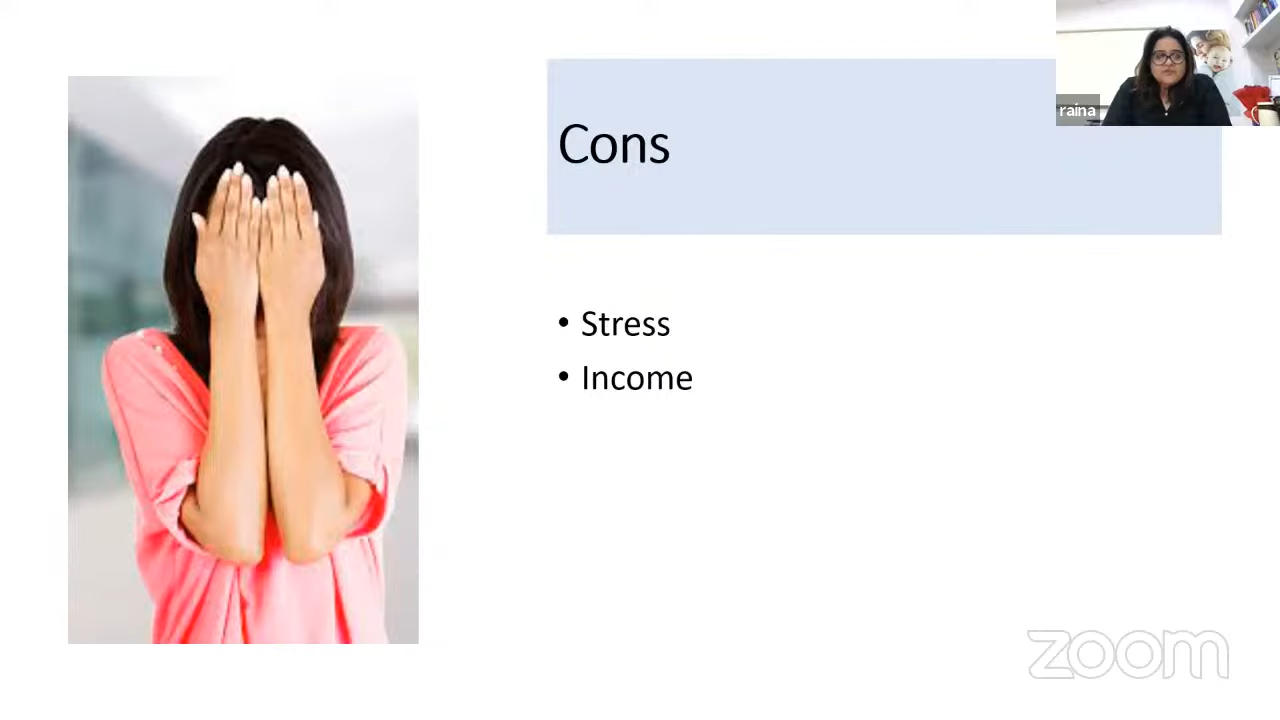 Cons
raina
• Stress
• Income
zoom